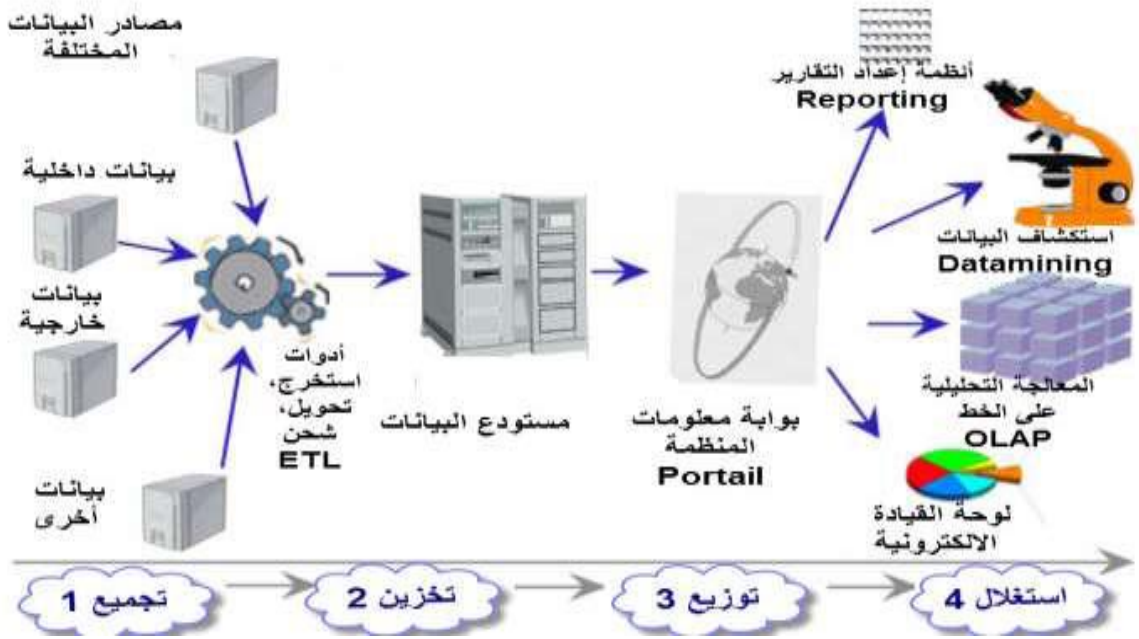 مصادر البيانات
المختلفة
بيانات داخلية
بيانات
خارجية
بيانات
أخرى
أدوات
استخرج،
تحويل،
شحن
ETL
مستودع البيانات
بوابة معلومات
المنظمة
Portail
أنظمة إعداد التقارير
Reporting
استكشاف البيانات
Datamining
المعالجة التحليلية
على الخط
OLAP
لوحة القيادة
الالكترونية
تجميع 1
تخزين 2
توزيع 3
استغلال 4